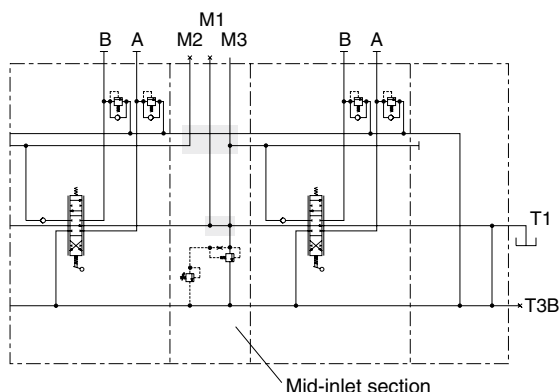 M1
B A M2 M3 B A
T1
T3B
Mid-inlet section